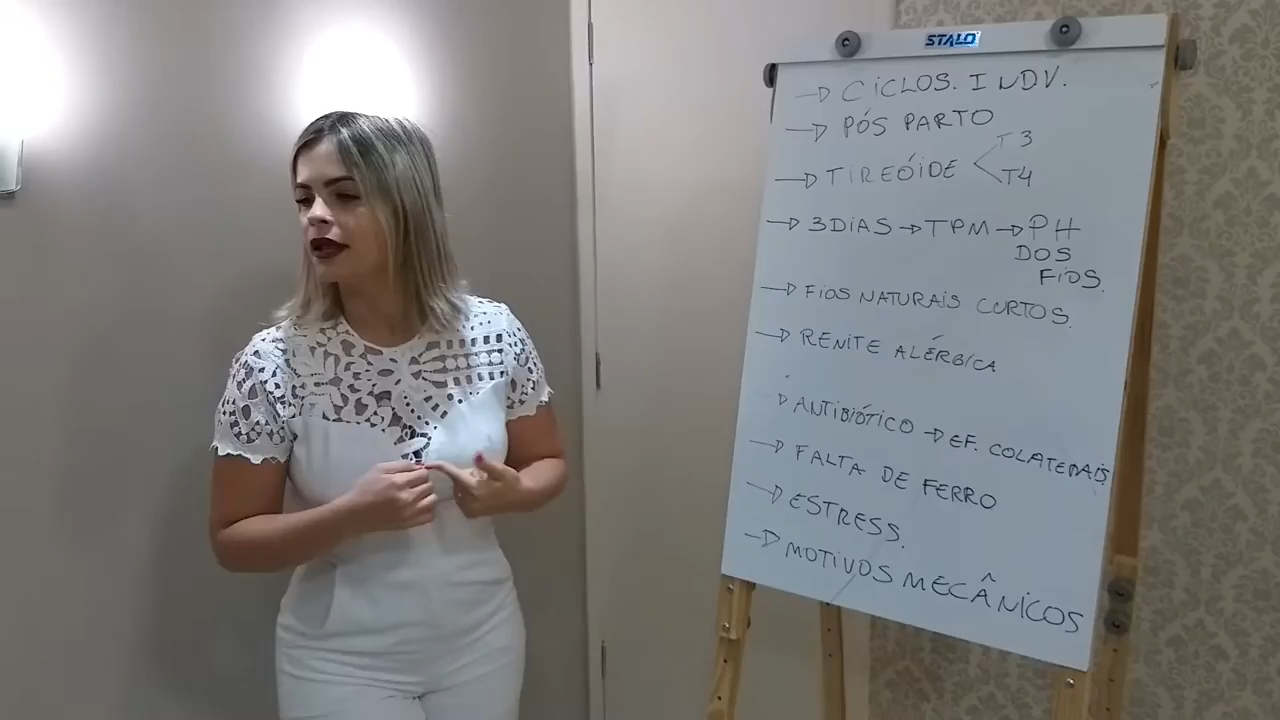 STALO
→ CICLOS. INDV.
→ PÓS PARTO
→ TIREÓIDE < T3
T4
→ 3 DIAS → TPM → PH
DOS
FIOS.
→ FIOS NATURAIS CURTOS.
→ RENITE ALÉRGICA
→ ANTIBIÓTICO → EF. COLATERAIS
→ FALTA DE FERRO
→ ESTRESS.
→ MOTIVOS MECÂNICOS